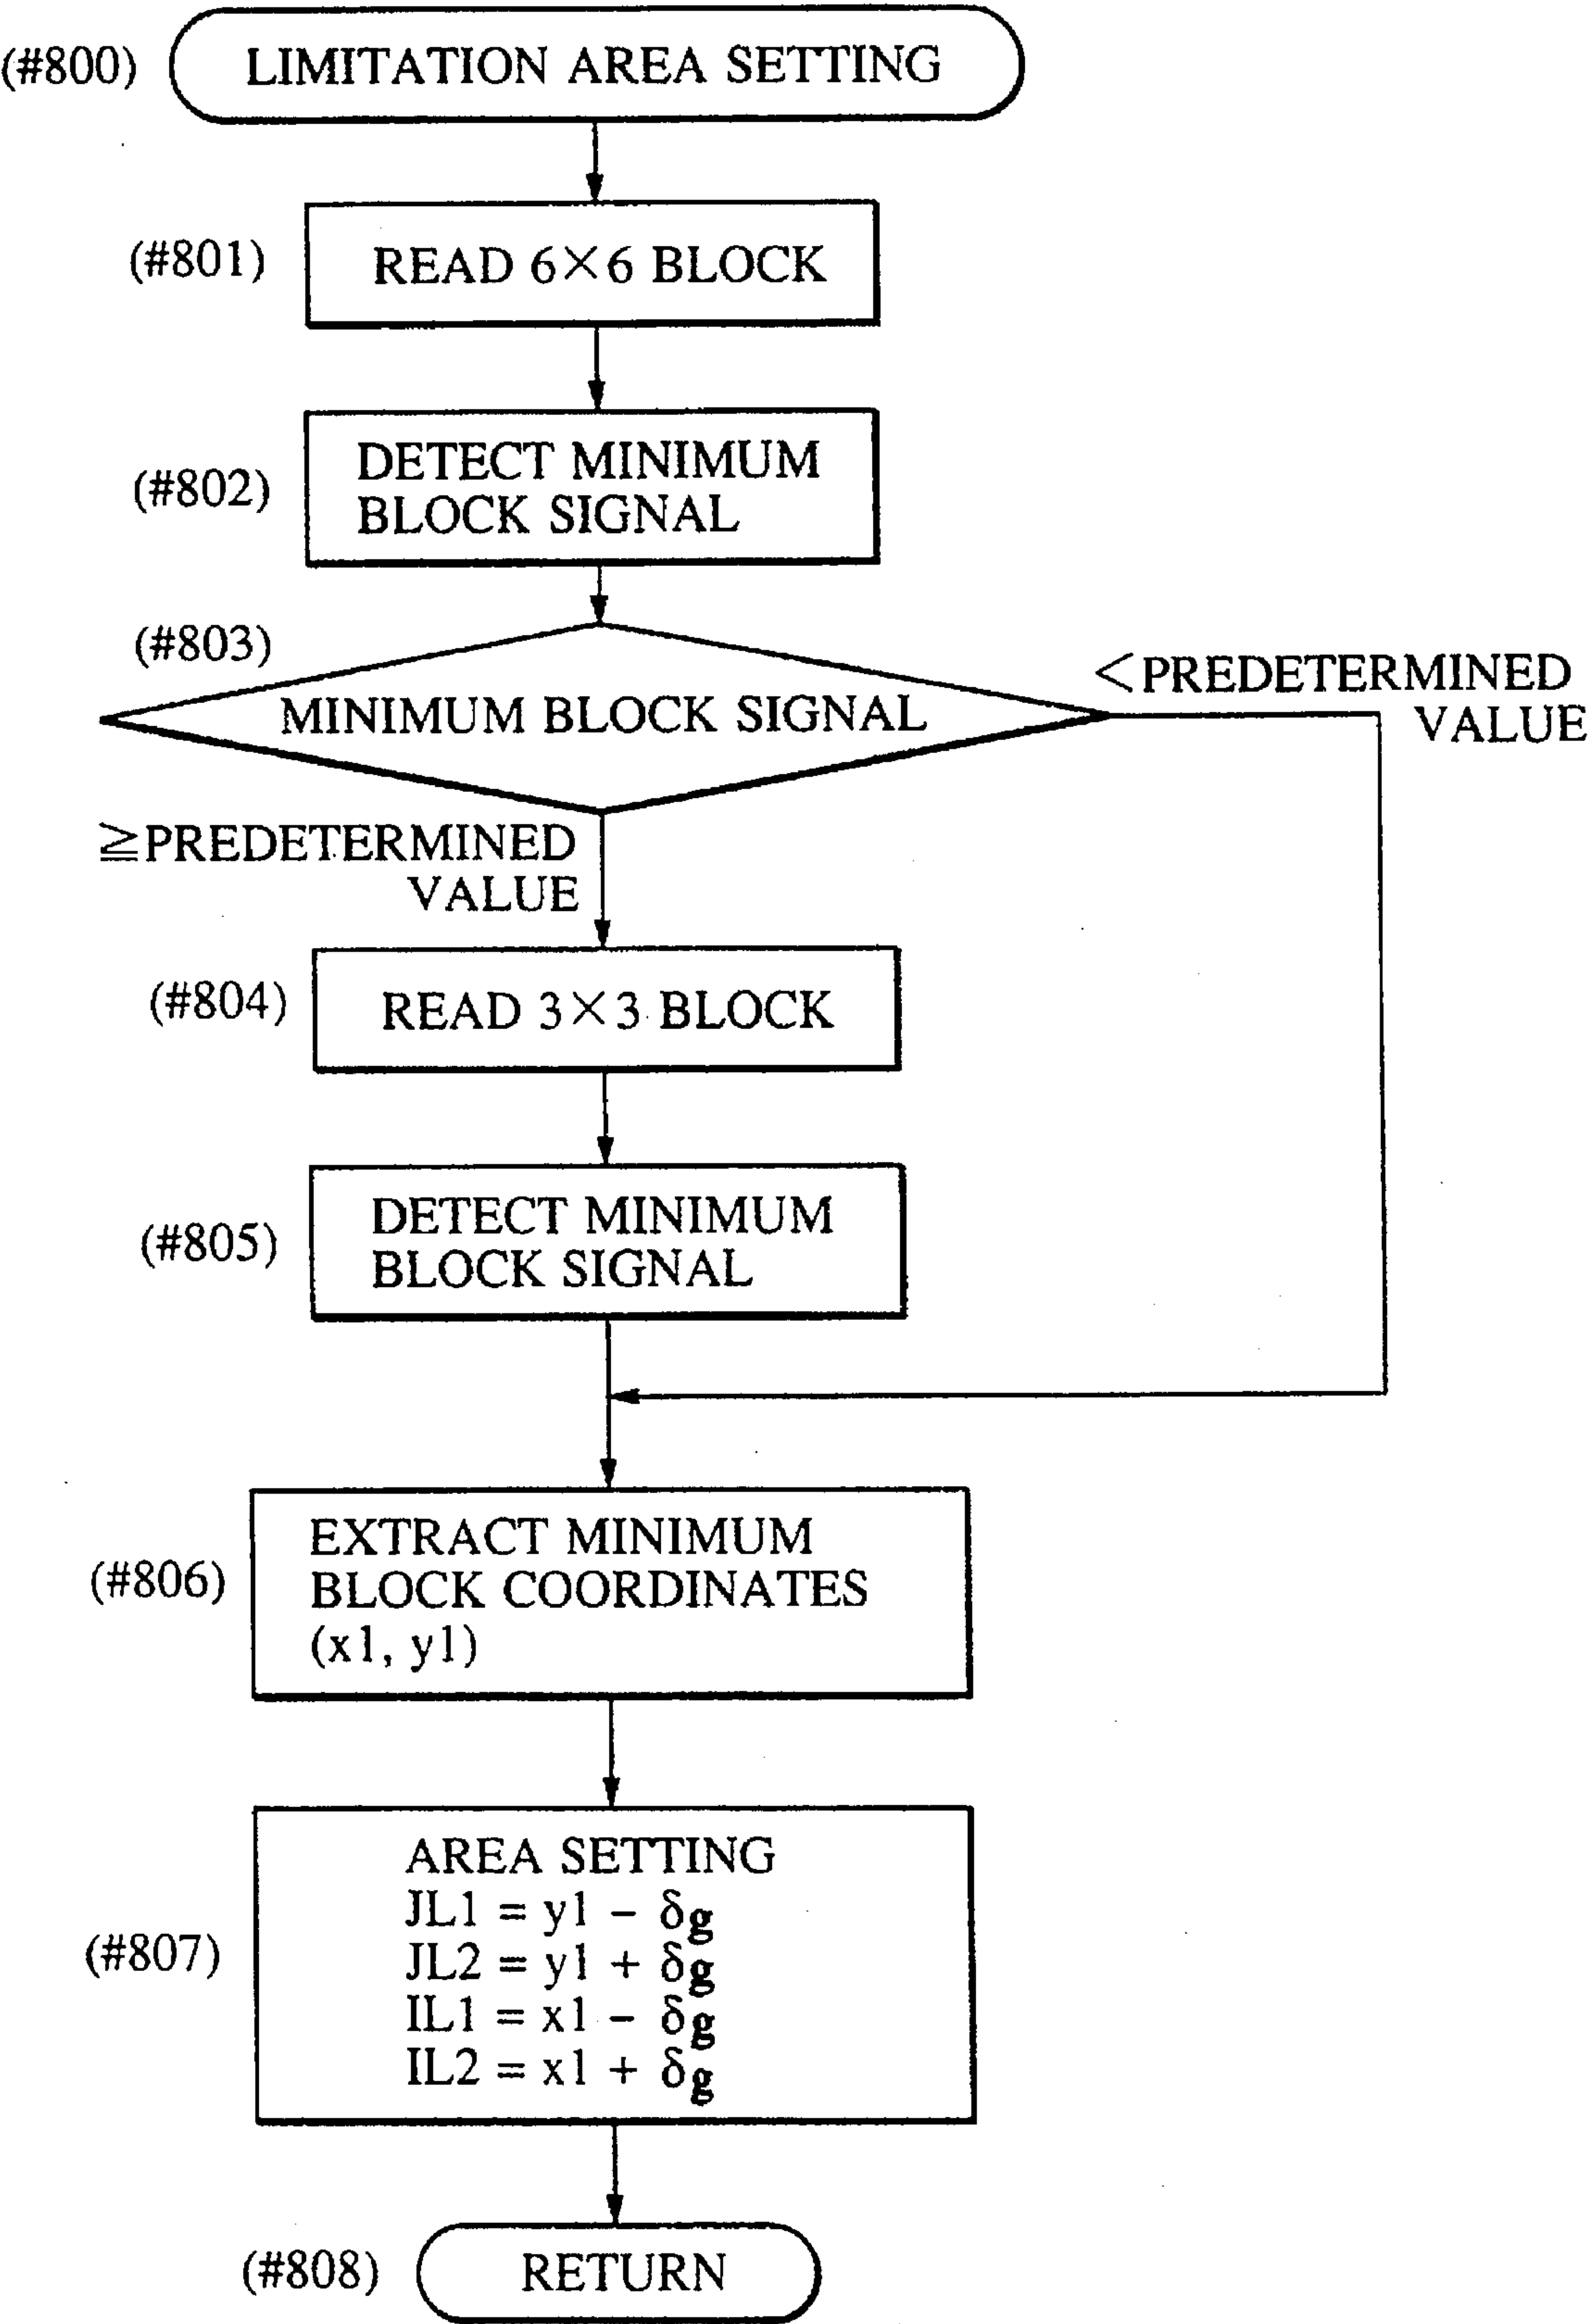 (#800) LIMITATION AREA SETTING
(#801) READ 6×6 BLOCK
(#802) DETECT MINIMUM
BLOCK SIGNAL
(#803)
MINIMUM BLOCK SIGNAL
<PREDETERMINED
VALUE
≧PREDETERMINED
VALUE
(#804) READ 3×3 BLOCK
(#805) DETECT MINIMUM
BLOCK SIGNAL
(#806) EXTRACT MINIMUM
BLOCK COORDINATES
(x1, y1)
(#807) AREA SETTING
JL1 = y1 − δg
JL2 = y1 + δg
IL1 = x1 − δg
IL2 = x1 + δg
(#808) RETURN